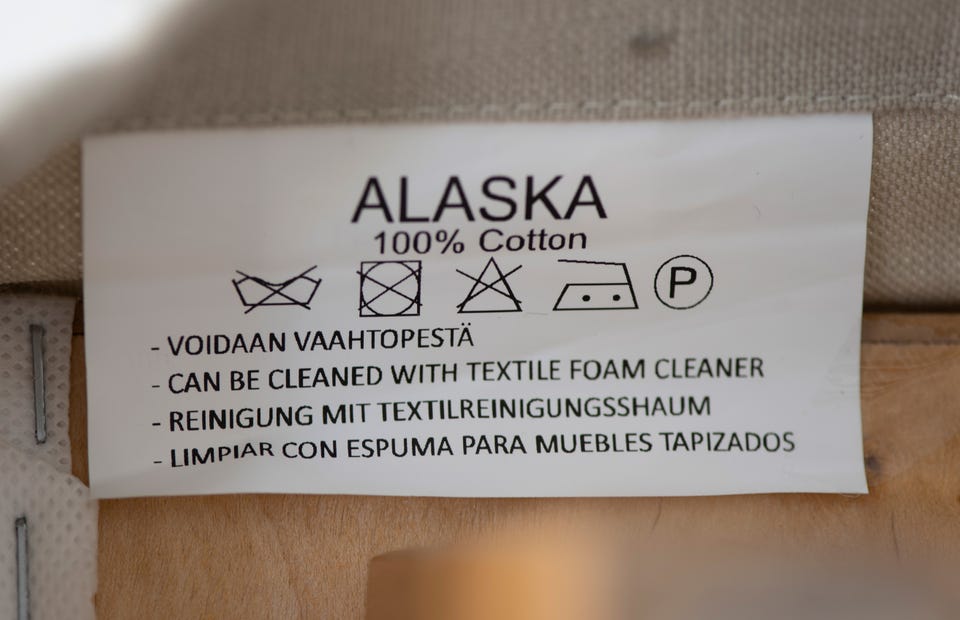 ALASKA
100% Cotton
P
- VOIDAAN VAAHTOPESTÄ
- CAN BE CLEANED WITH TEXTILE FOAM CLEANER
- REINIGUNG MIT TEXTILREINIGUNGSSHAUM
- LIMPIAR CON ESPUMA PARA MUEBLES TAPIZADOS